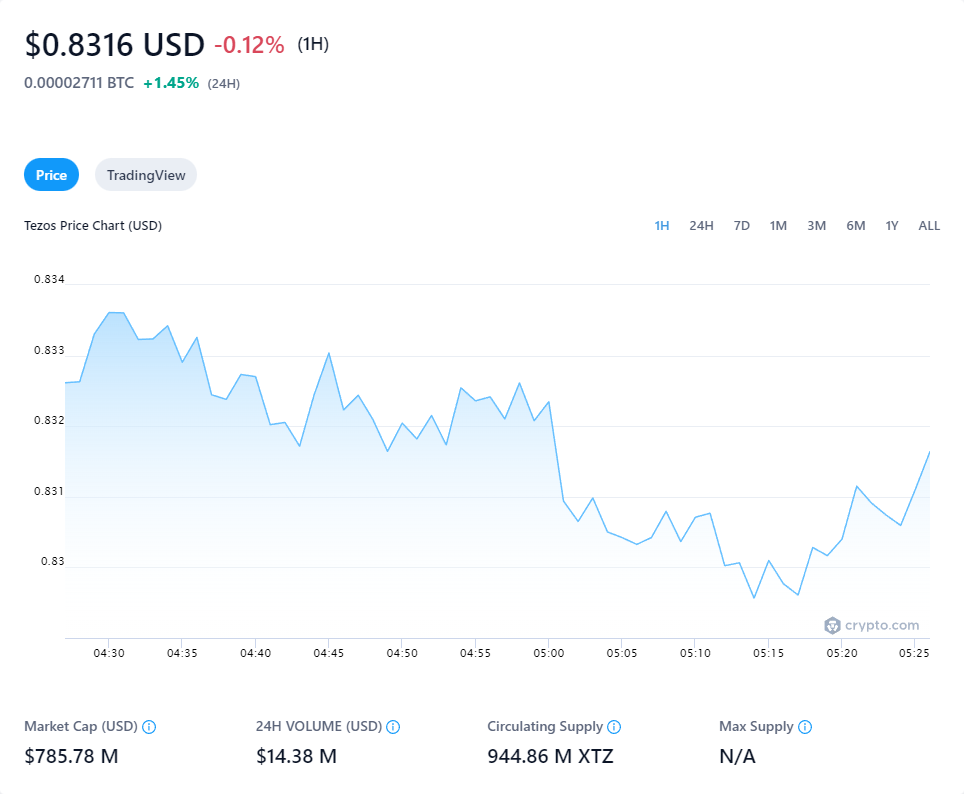 $0.8316 USD -0.12% (1H)
0.00002711 BTC +1.45% (24H)
Price TradingView
Tezos Price Chart (USD) 1H 24H 7D 1M 3M 6M 1Y ALL
0.834
0.833
0.832
0.831
0.83
crypto.com
04:30 04:35 04:40 04:45 04:50 04:55 05:00 05:05 05:10 05:15 05:20 05:25
Market Cap (USD) 24H VOLUME (USD) Circulating Supply Max Supply
$785.78 M $14.38 M 944.86 M XTZ N/A